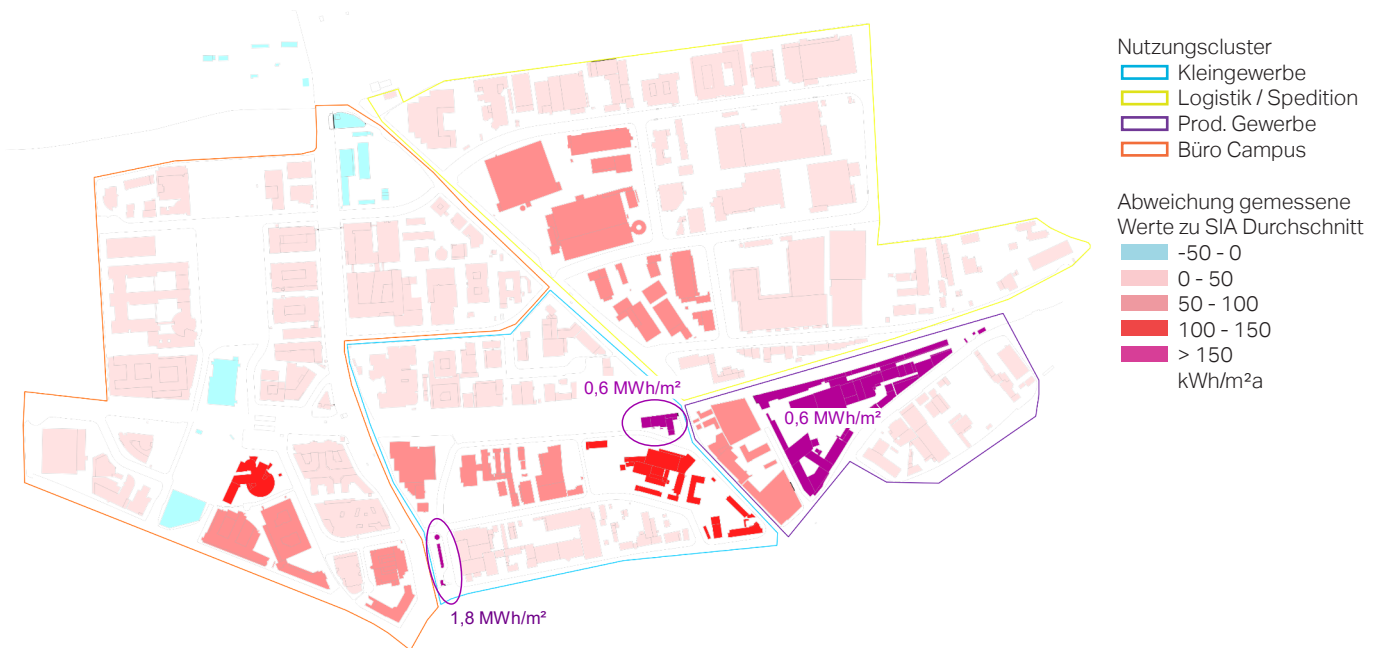 Nutzungscluster
Kleingewerbe
Logistik / Spedition
Prod. Gewerbe
Büro Campus
Abweichung gemessene
Werte zu SIA Durchschnitt
-50 - 0
0 - 50
50 - 100
100 - 150
> 150
kWh/m²a
0,6 MWh/m²
0,6 MWh/m²
1,8 MWh/m²